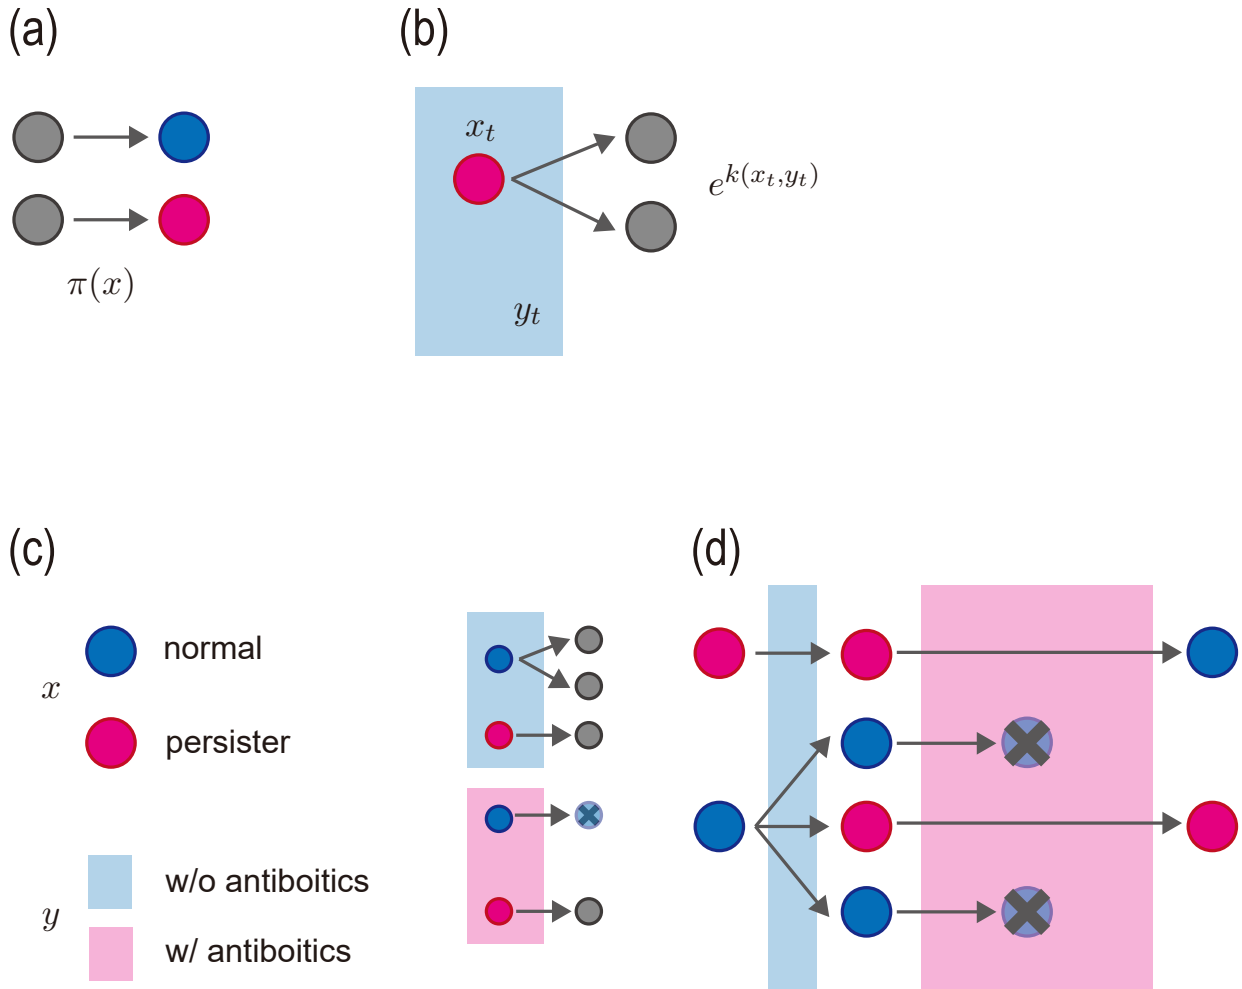 (a)
(b)
π(x)
x_t
y_t
e^{k(x_t,y_t)}
(c)
x
normal
persister
y
w/o antiboitics
w/ antiboitics
(d)